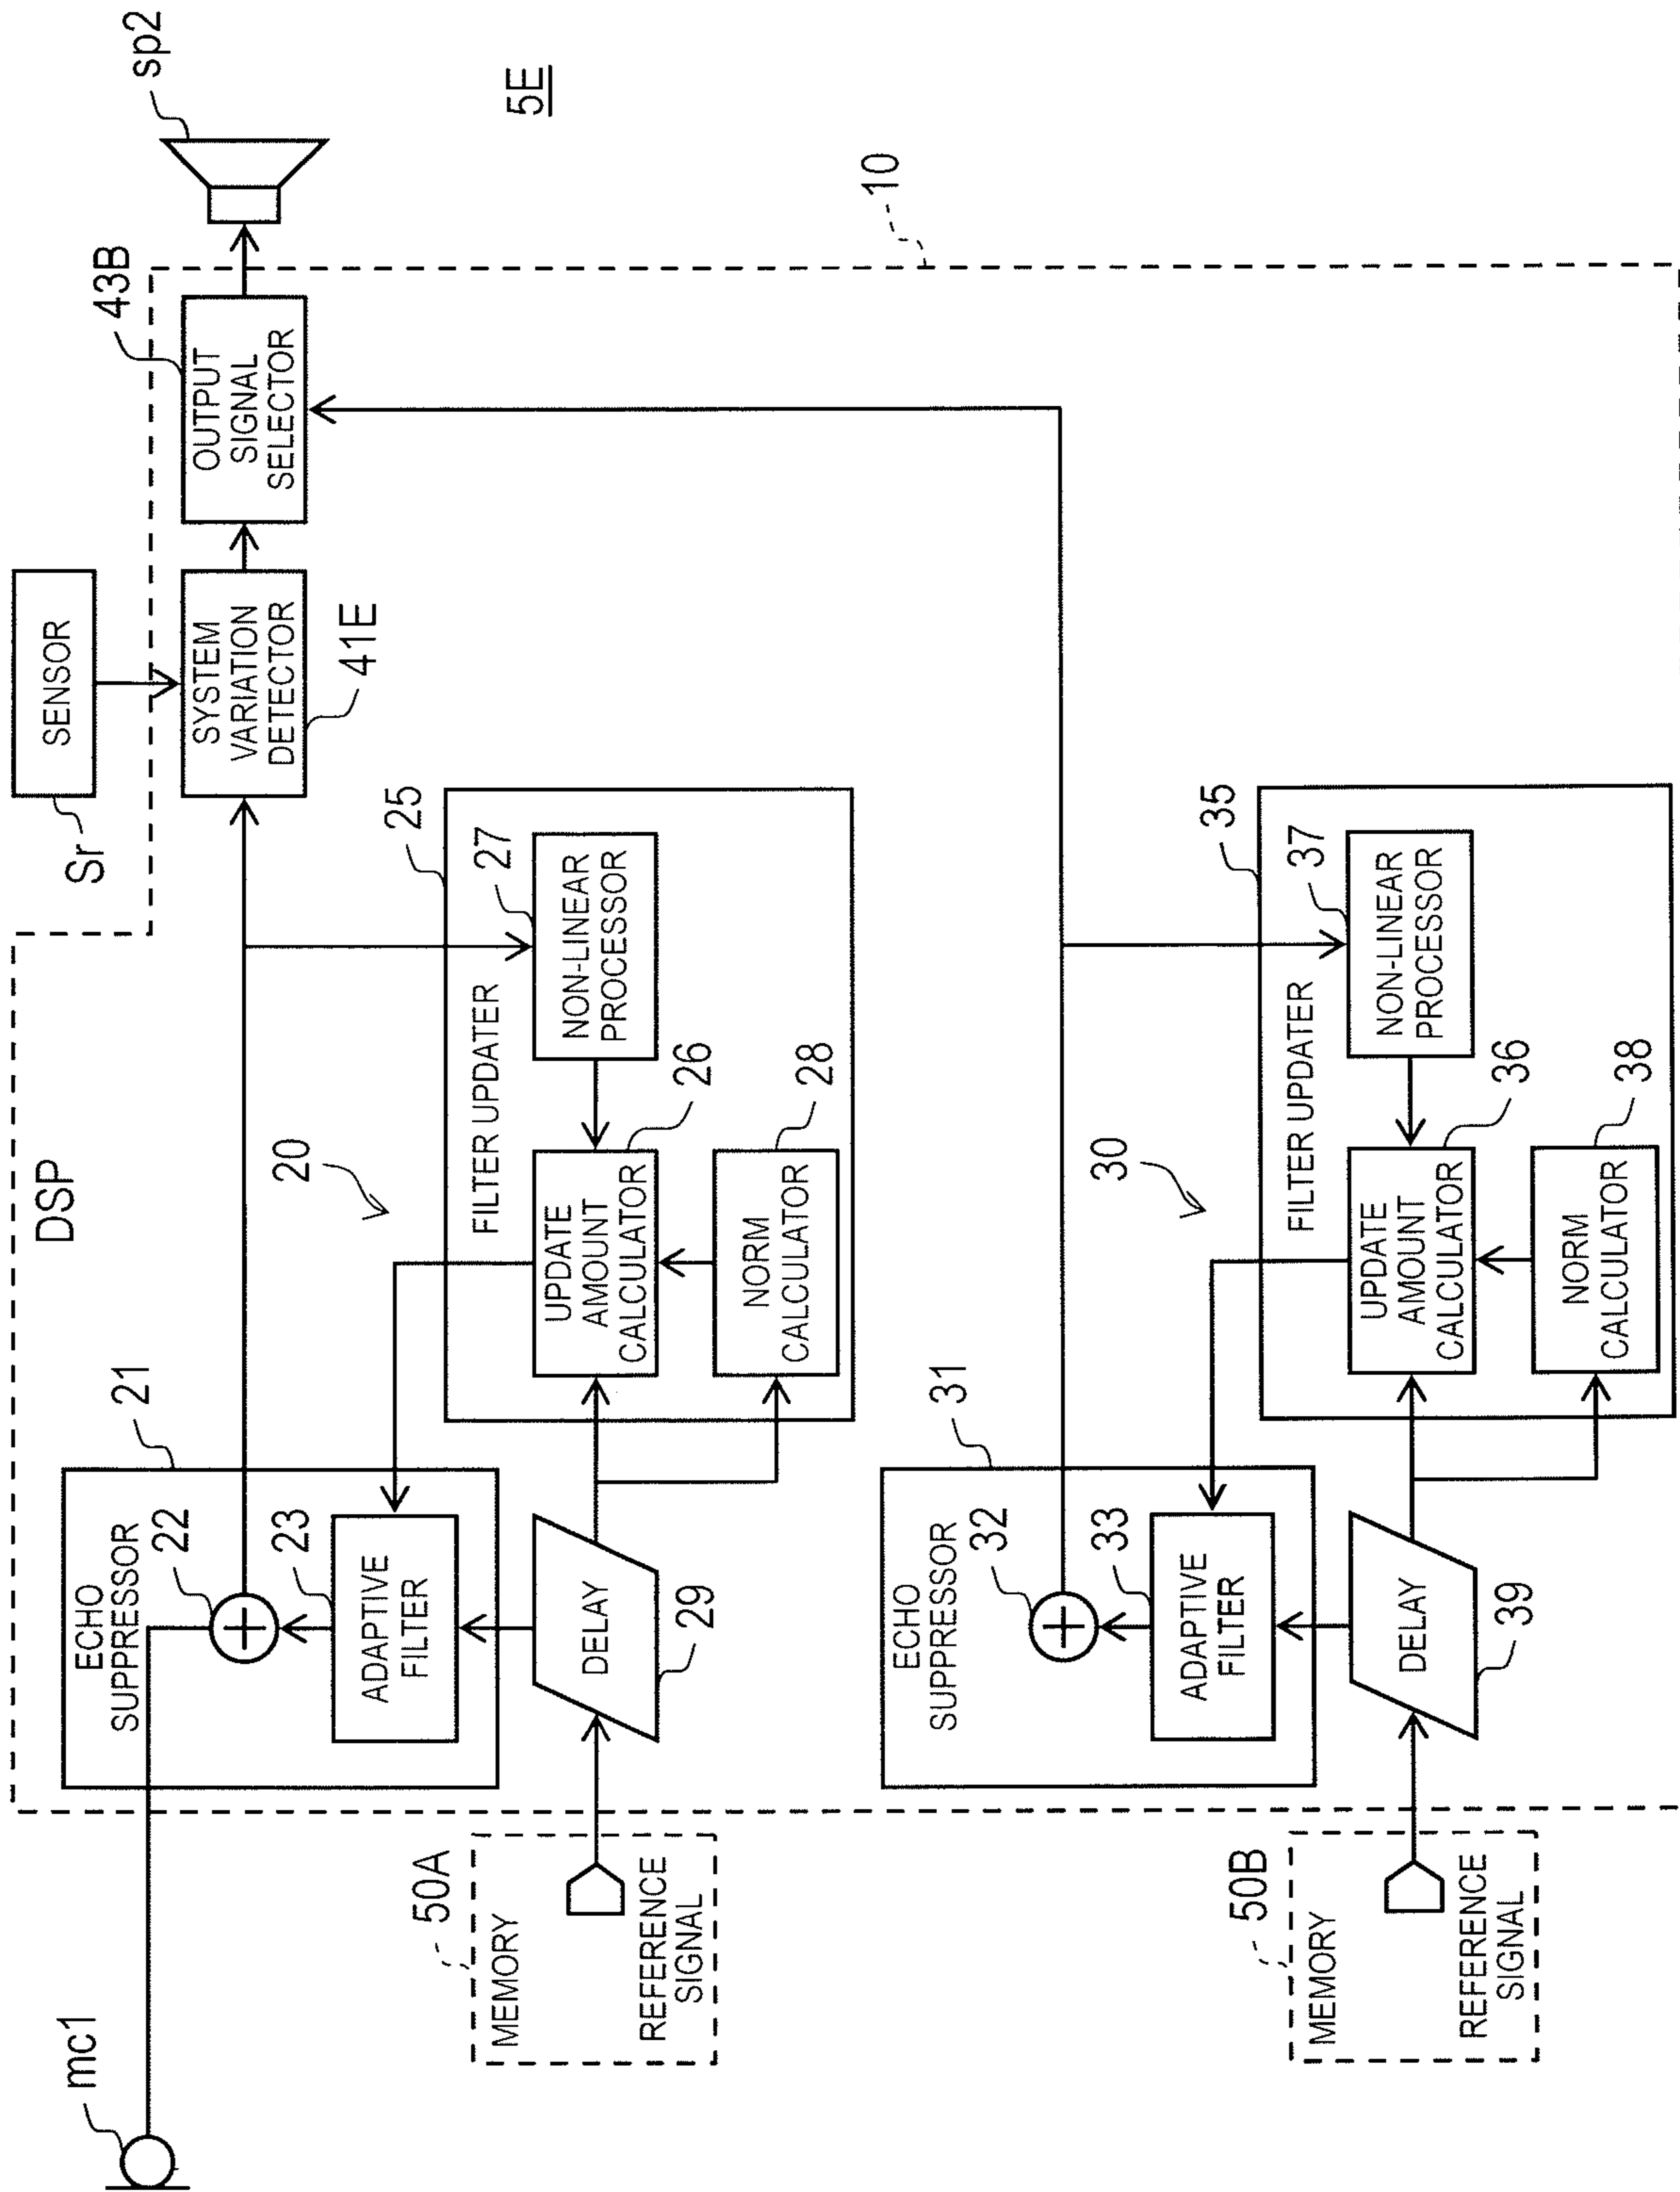 mc1
DSP
SENSOR
Sr
sp2
5E
10
43B
OUTPUT
SIGNAL
SELECTOR
SYSTEM
VARIATION
DETECTOR
41E
21
ECHO
SUPPRESSOR
22
23
ADAPTIVE
FILTER
20
25
FILTER UPDATER
27
NON-LINEAR
PROCESSOR
26
UPDATE
AMOUNT
CALCULATOR
28
NORM
CALCULATOR
DELAY
29
50A
MEMORY
REFERENCE
SIGNAL
31
ECHO
SUPPRESSOR
32
33
ADAPTIVE
FILTER
30
35
FILTER UPDATER
37
NON-LINEAR
PROCESSOR
36
UPDATE
AMOUNT
CALCULATOR
38
NORM
CALCULATOR
DELAY
39
50B
MEMORY
REFERENCE
SIGNAL